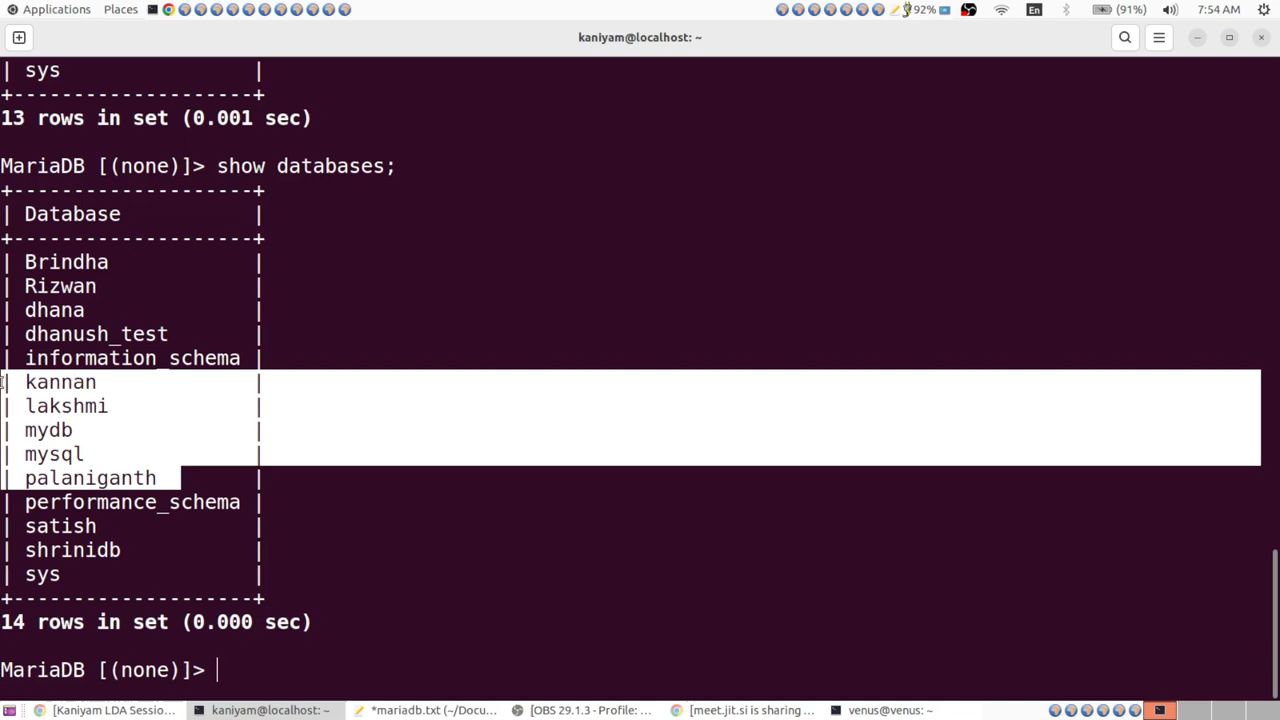 Applications Places 92% En (91%) 7:54 AM
kaniyam@localhost: ~
| sys |
+--------------------+
13 rows in set (0.001 sec)
MariaDB [(none)]> show databases;
+--------------------+
| Database |
+--------------------+
| Brindha |
| Rizwan |
| dhana |
| dhanush_test |
| information_schema |
| kannan |
| lakshmi |
| mydb |
| mysql |
| palaniganth |
| performance_schema |
| satish |
| shrinidb |
| sys |
+--------------------+
14 rows in set (0.000 sec)
MariaDB [(none)]>
[Kaniyam LDA Sessio... kaniyam@localhost: ~ *mariadb.txt (~/Docu... [OBS 29.1.3 - Profile: ... [meet.jit.si is sharing ... venus@venus: ~